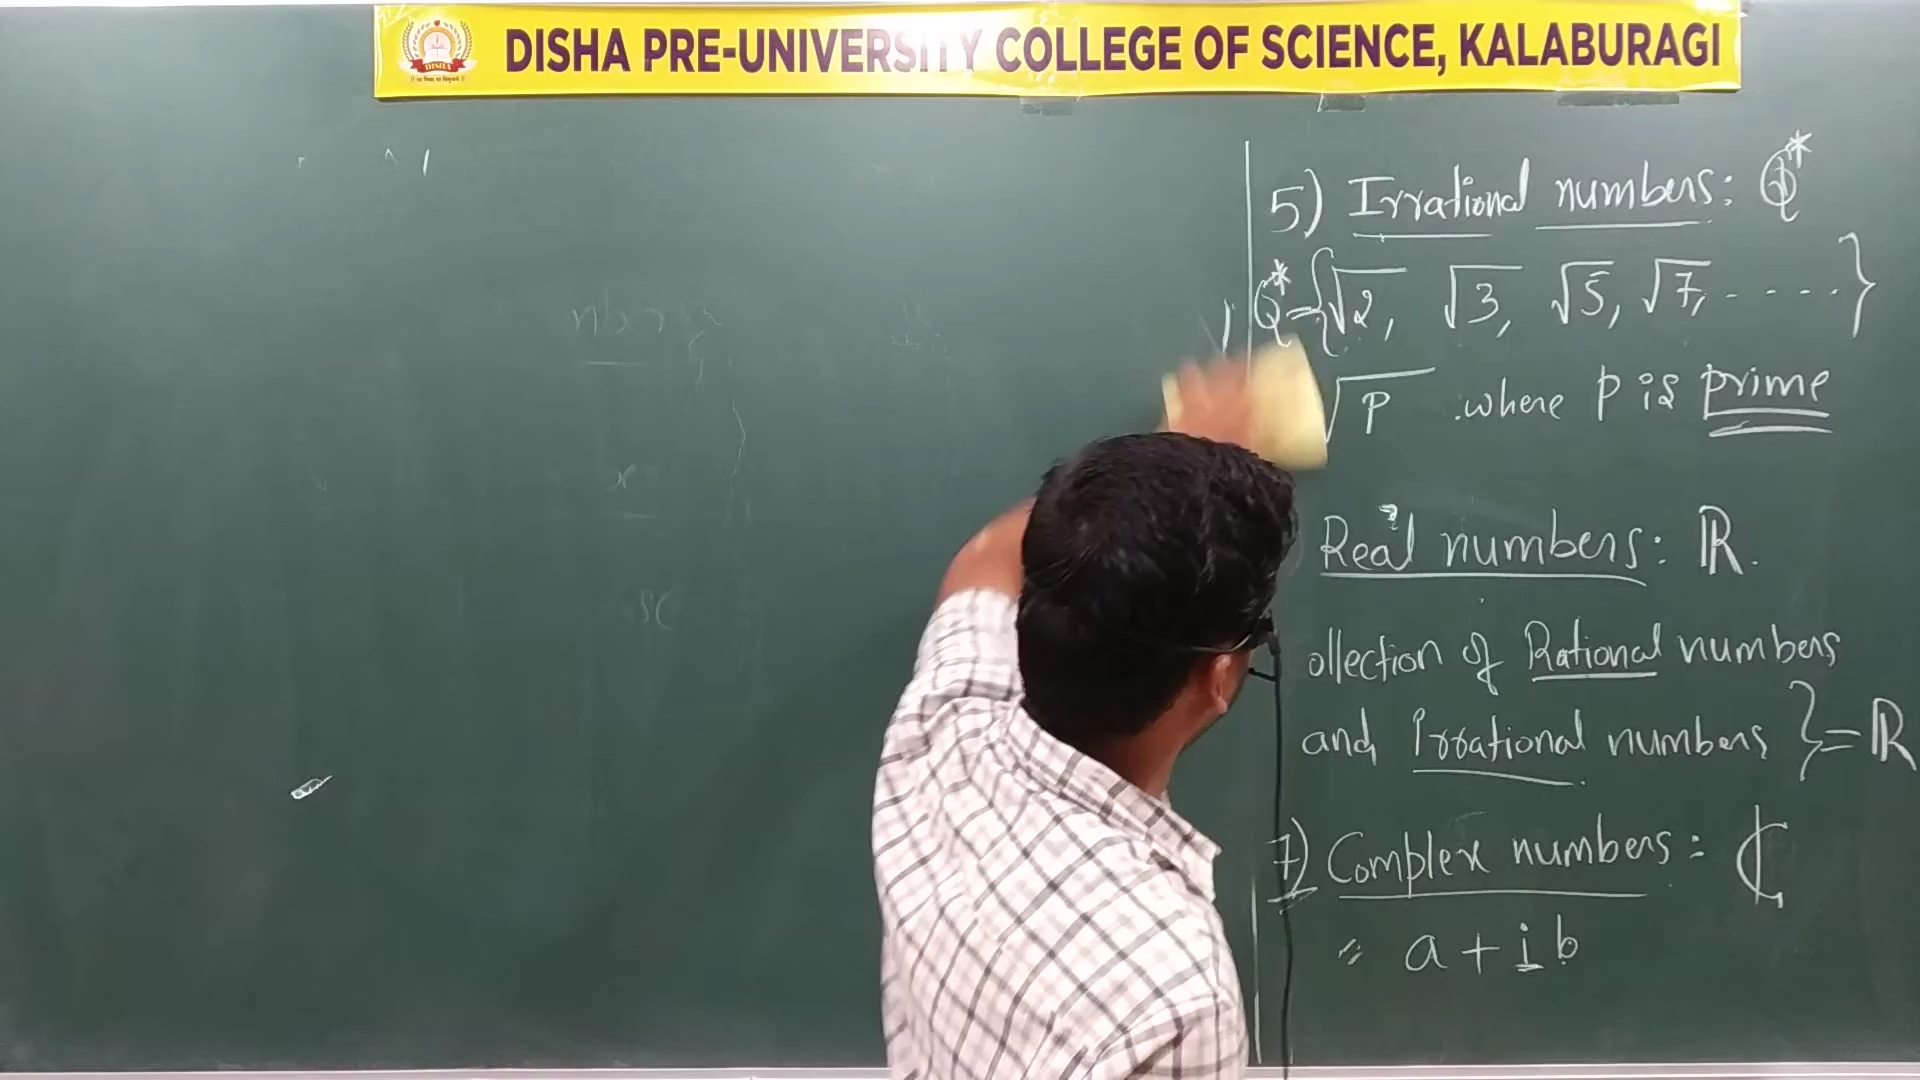 DISHA PRE-UNIVERSITY COLLEGE OF SCIENCE, KALABURAGI
DISHA
5) Irrational numbers: Q*
Q* = {√2, √3, √5, √7, ..... }
√P where P is prime
Real numbers: ℝ.
ollection of Rational numbers
and Irrational numbers } = ℝ
7) Complex numbers: ℂ
= a + i b